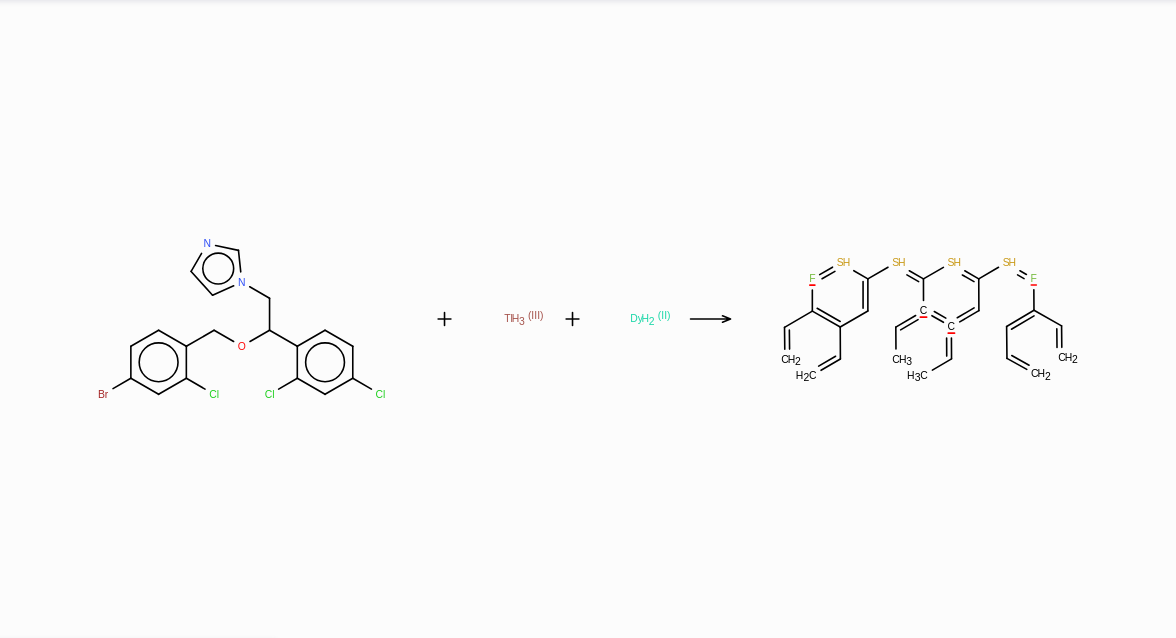 N
N
O
Br
Cl
Cl
Cl
+
TlH3 (III)
+
DyH2 (II)
SH
SH
SH
SH
F
F
C
C
CH2
H2C
CH3
H3C
CH2
CH2